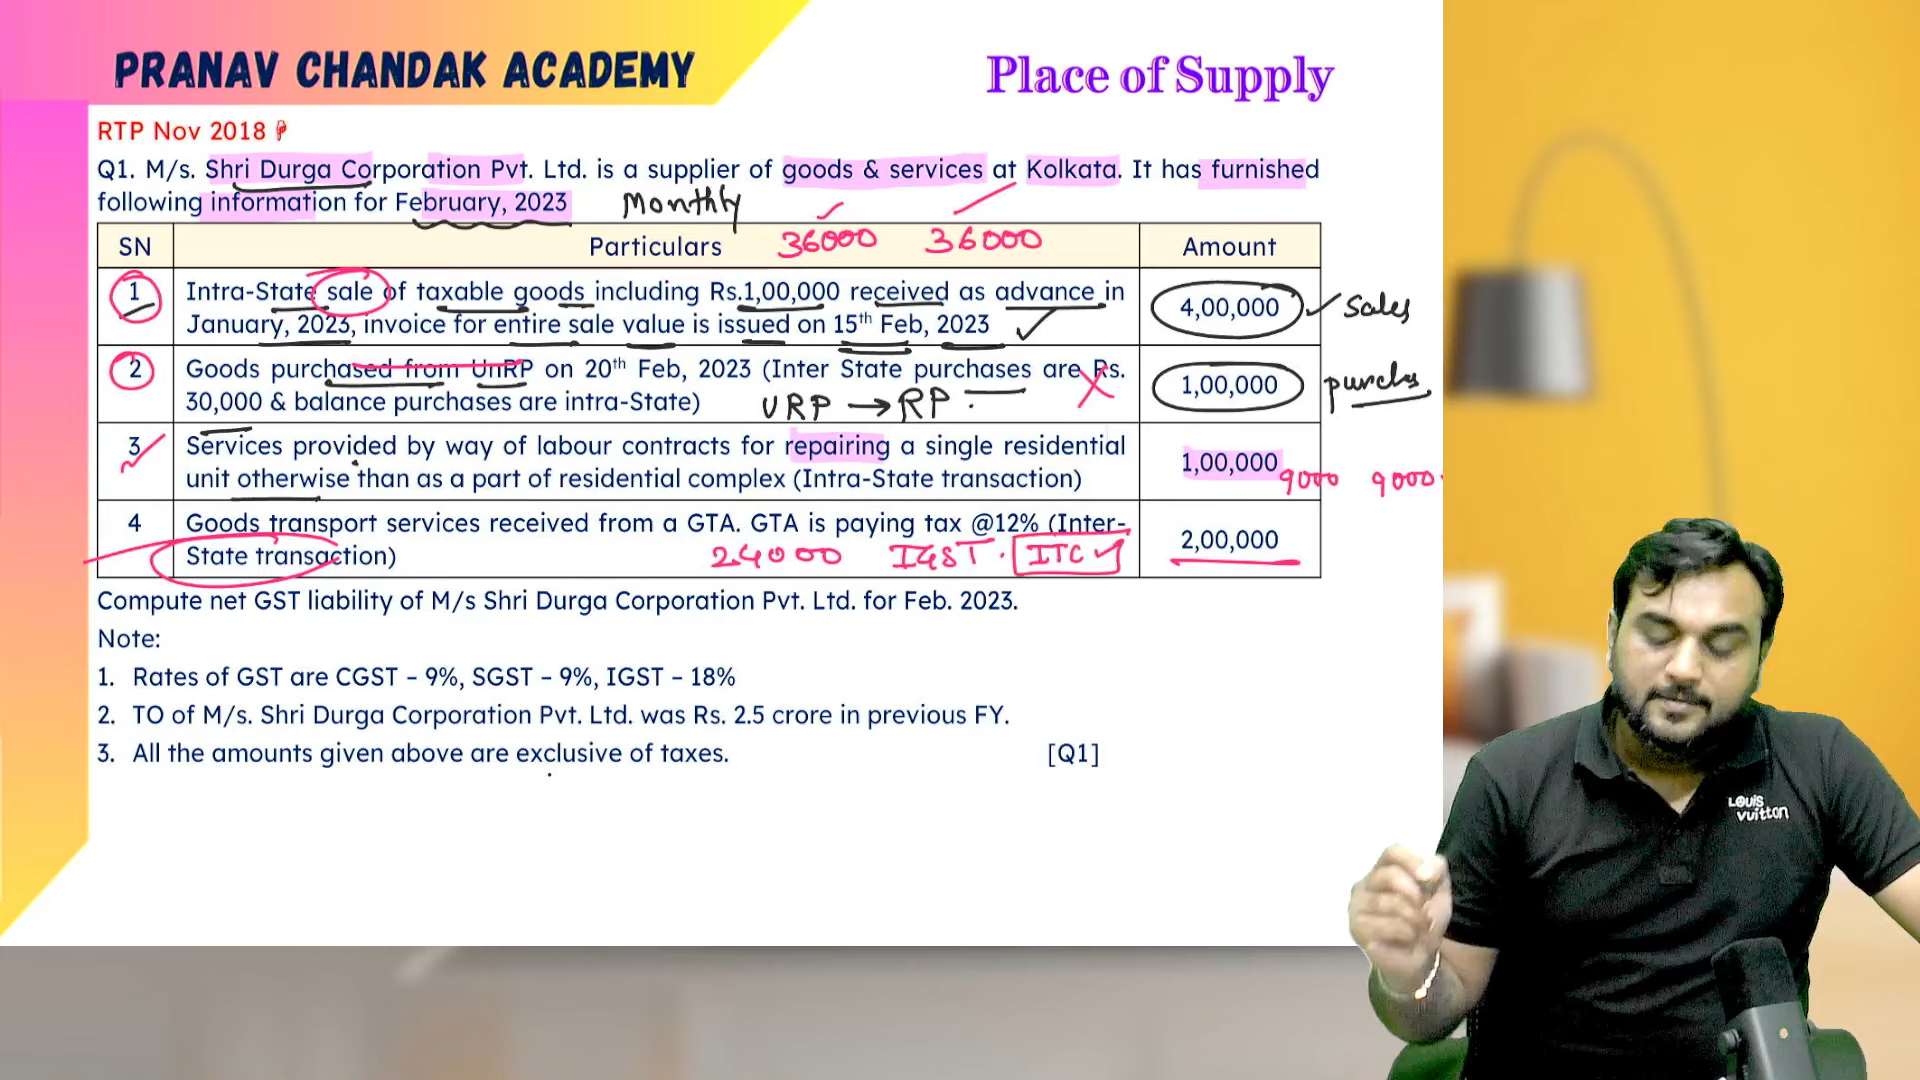 PRANAV CHANDAK ACADEMY
Place of Supply
RTP Nov 2018
Q1. M/s. Shri Durga Corporation Pvt. Ltd. is a supplier of goods & services at Kolkata. It has furnished
following information for February, 2023
Monthly
SN Particulars Amount
36000 36000
1 Intra-State sale of taxable goods including Rs.1,00,000 received as advance in
January, 2023, invoice for entire sale value is issued on 15th Feb, 2023
4,00,000
Sales
2 Goods purchased from UnRP on 20th Feb, 2023 (Inter State purchases are Rs.
30,000 & balance purchases are intra-State)
URP → RP
1,00,000
3 Services provided by way of labour contracts for repairing a single residential
unit otherwise than as a part of residential complex (Intra-State transaction)
1,00,000
9000 9000
4 Goods transport services received from a GTA. GTA is paying tax @12% (Inter-
State transaction)
24000 IGST. ITC ✓
2,00,000
Compute net GST liability of M/s Shri Durga Corporation Pvt. Ltd. for Feb. 2023.
Note:
1. Rates of GST are CGST – 9%, SGST – 9%, IGST – 18%
2. TO of M/s. Shri Durga Corporation Pvt. Ltd. was Rs. 2.5 crore in previous FY.
3. All the amounts given above are exclusive of taxes. [Q1]
Louis
Vuitton